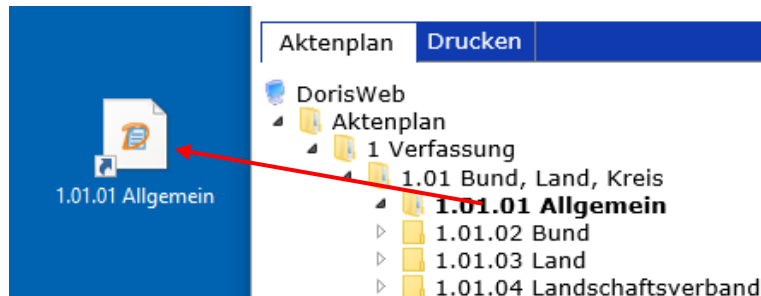 1.01.01 Allgemein
Aktenplan Drucken
DorisWeb
Aktenplan
1 Verfassung
1.01 Bund, Land, Kreis
1.01.01 Allgemein
1.01.02 Bund
1.01.03 Land
1.01.04 Landschaftsverband